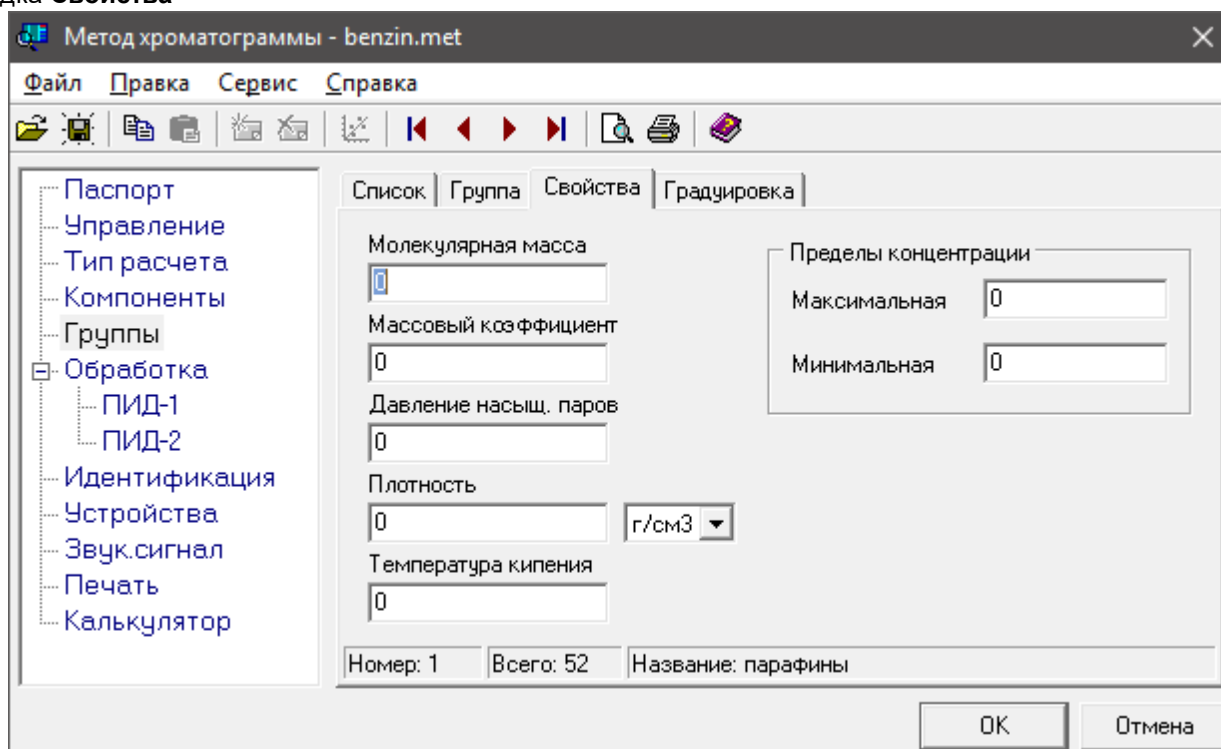 дка Свойства
Метод хроматограммы - benzin.met
Файл Правка Сервис Справка
Паспорт
Управление
Тип расчета
Компоненты
Группы
Обработка
ПИД-1
ПИД-2
Идентификация
Устройства
Звук.сигнал
Печать
Калькулятор
Список Группа Свойства Градуировка
Молекулярная масса
0
Массовый коэффициент
0
Давление насыщ. паров
0
Плотность
0 г/см3
Температура кипения
0
Пределы концентрации
Максимальная 0
Минимальная 0
Номер: 1 Всего: 52 Название: парафины
OK Отмена